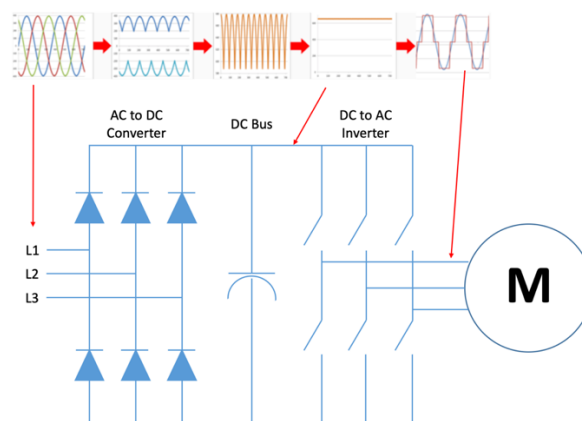 AC to DC
Converter
DC Bus
DC to AC
Inverter
L1
L2
L3
M